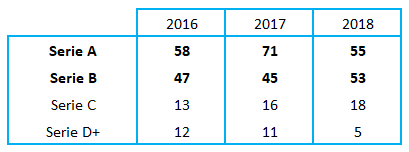 2016 2017 2018
Serie A 58 71 55
Serie B 47 45 53
Serie C 13 16 18
Serie D+ 12 11 5